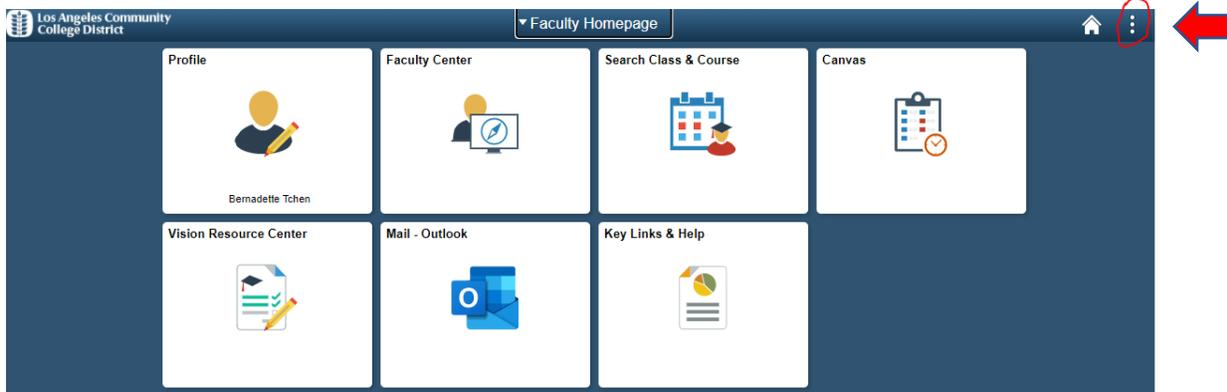 Los Angeles Community
College District
Faculty Homepage
Profile
Faculty Center
Search Class & Course
Canvas
Bernadette Tchen
Vision Resource Center
Mail - Outlook
Key Links & Help
O